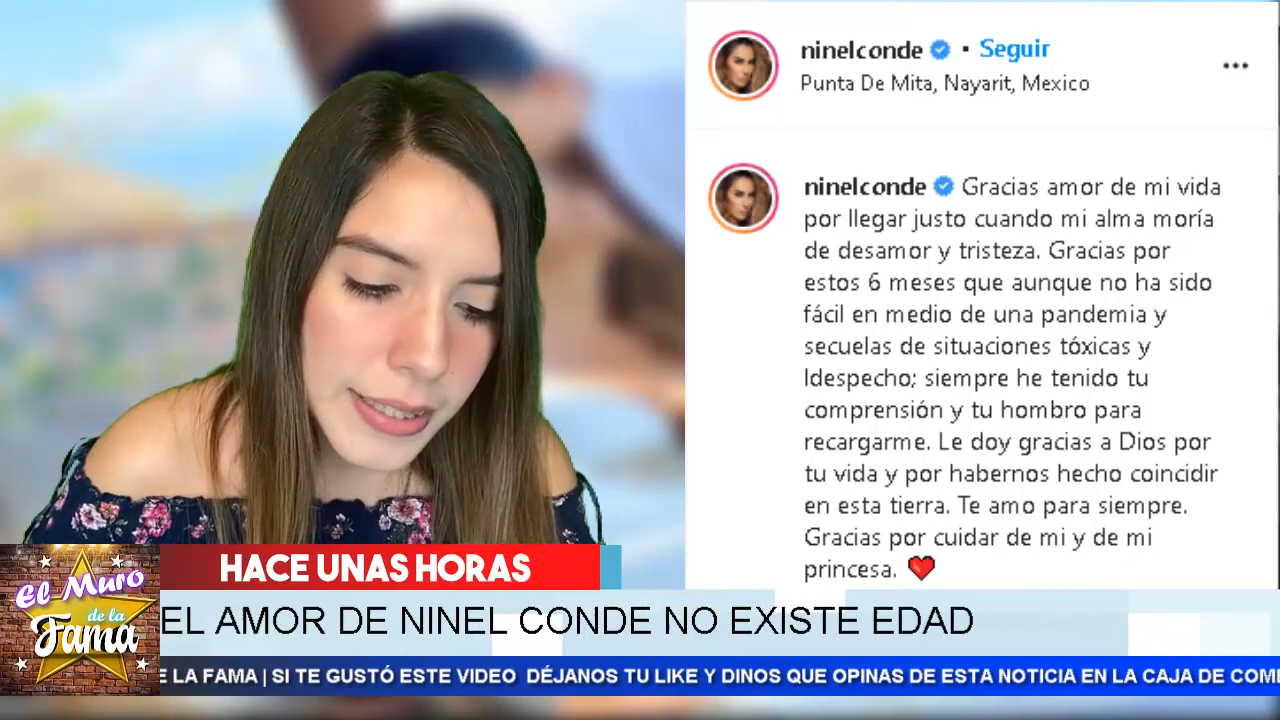 ninelconde • Seguir
Punta De Mita, Nayarit, Mexico
ninelconde Gracias amor de mi vida
por llegar justo cuando mi alma moría
de desamor y tristeza. Gracias por
estos 6 meses que aunque no ha sido
fácil en medio de una pandemia y
secuelas de situaciones tóxicas y
ldespecho; siempre he tenido tu
comprensión y tu hombro para
recargarme. Le doy gracias a Dios por
tu vida y por habernos hecho coincidir
en esta tierra. Te amo para siempre.
Gracias por cuidar de mi y de mi
princesa. ❤️
El Muro
de la
Fama
HACE UNAS HORAS
EL AMOR DE NINEL CONDE NO EXISTE EDAD
E LA FAMA | SI TE GUSTÓ ESTE VIDEO DÉJANOS TU LIKE Y DINOS QUE OPINAS DE ESTA NOTICIA EN LA CAJA DE COME